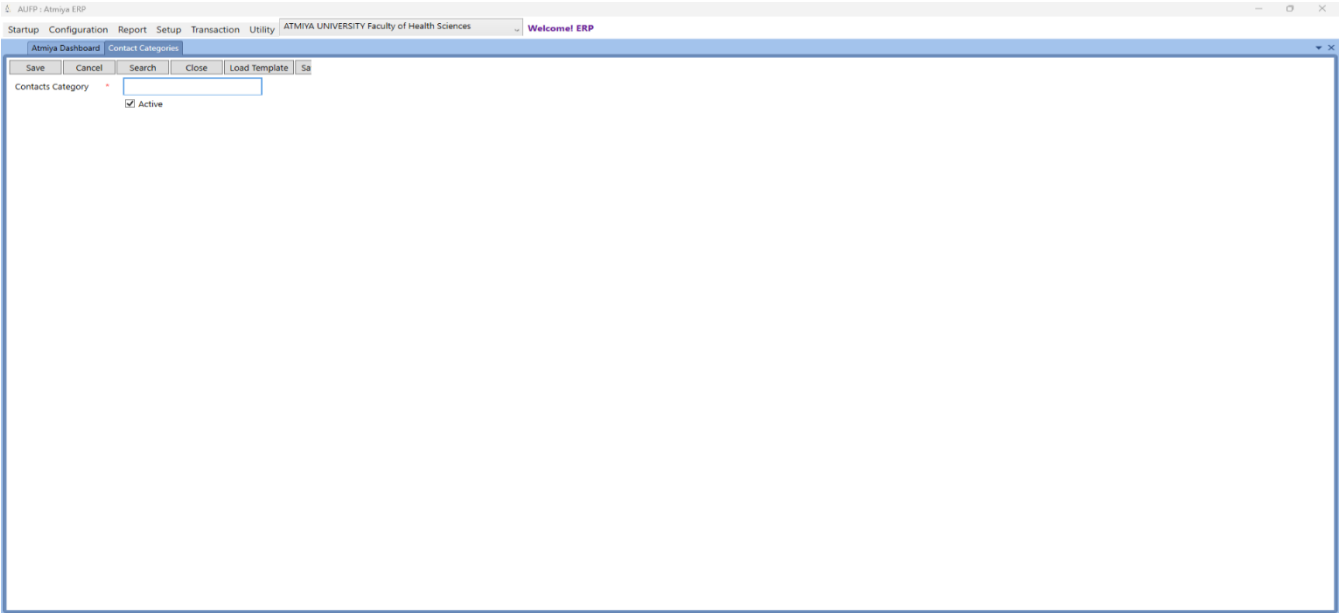 AUFP : Atmiya ERP
Startup Configuration Report Setup Transaction Utility ATMIYA UNIVERSITY Faculty of Health Sciences Welcome! ERP
Atmiya Dashboard Contact Categories
Save Cancel Search Close Load Template Sa
Contacts Category *
Active